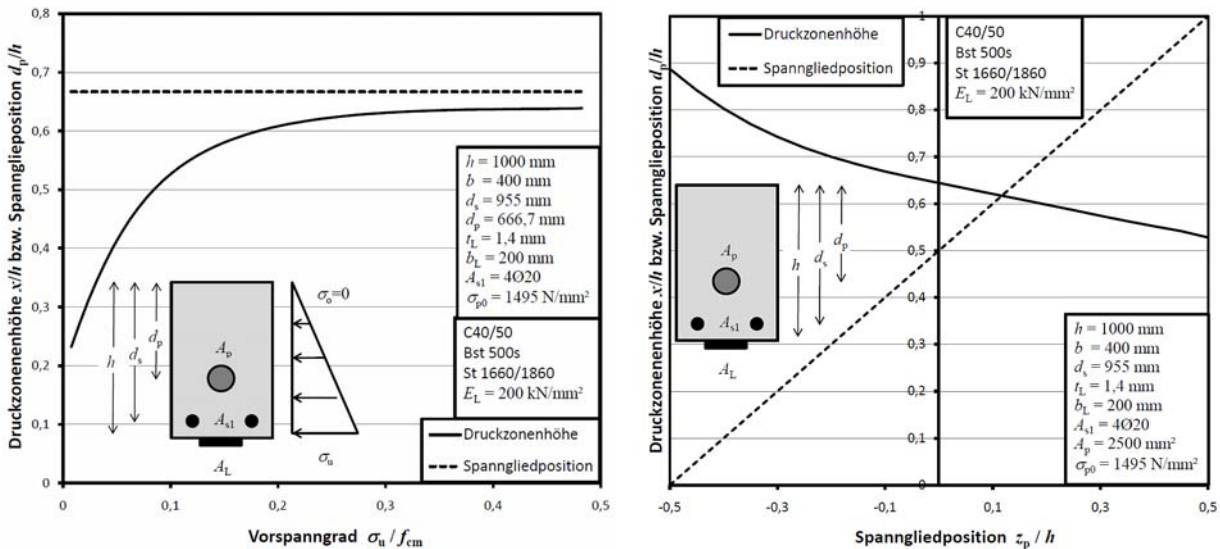 Druckzonenhöhe x/h bzw. Spannglieposition dp/h
0,8
0,7
0,6
0,5
0,4
0,3
0,2
0,1
0
0
0,1
0,2
0,3
0,4
0,5
Vorspanngrad σu / fcm
h = 1000 mm
b = 400 mm
ds = 955 mm
dp = 666,7 mm
tL = 1,4 mm
bL = 200 mm
As1 = 4Ø20
σp0 = 1495 N/mm²
C40/50
Bst 500s
St 1660/1860
EL = 200 kN/mm²
Druckzonenhöhe
Spanngliedposition
h
ds
dp
Ap
As1
AL
σo=0
σu
Druckzonenhöhe x/h bzw. Spannglieposition dp/h
Druckzonenhöhe
Spanngliedposition
C40/50
Bst 500s
St 1660/1860
EL = 200 kN/mm²
1
0,9
0,8
0,7
0,6
0,5
0,4
0,3
0,2
0,1
0
-0,5
-0,3
-0,1
0,1
0,3
0,5
Spanngliedposition zp / h
h
ds
dp
Ap
As1
AL
h = 1000 mm
b = 400 mm
ds = 955 mm
tL = 1,4 mm
bL = 200 mm
As1 = 4Ø20
Ap = 2500 mm²
σp0 = 1495 N/mm²